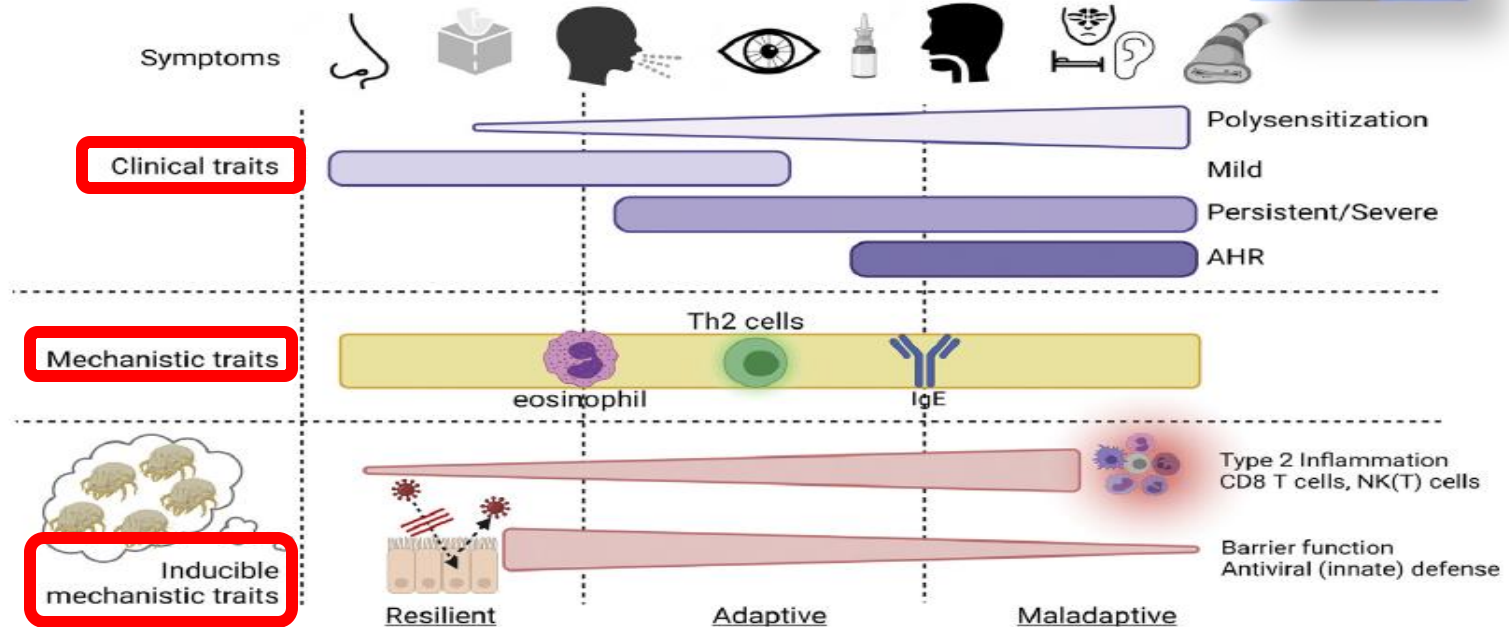 Symptoms
Polysensitization
Clinical traits
Mild
Persistent/Severe
AHR
Th2 cells
Mechanistic traits
eosinophil
IgE
Type 2 Inflammation
CD8 T cells, NK(T) cells
Barrier function
Antiviral (innate) defense
Inducible
mechanistic traits
Resilient
Adaptive
Maladaptive